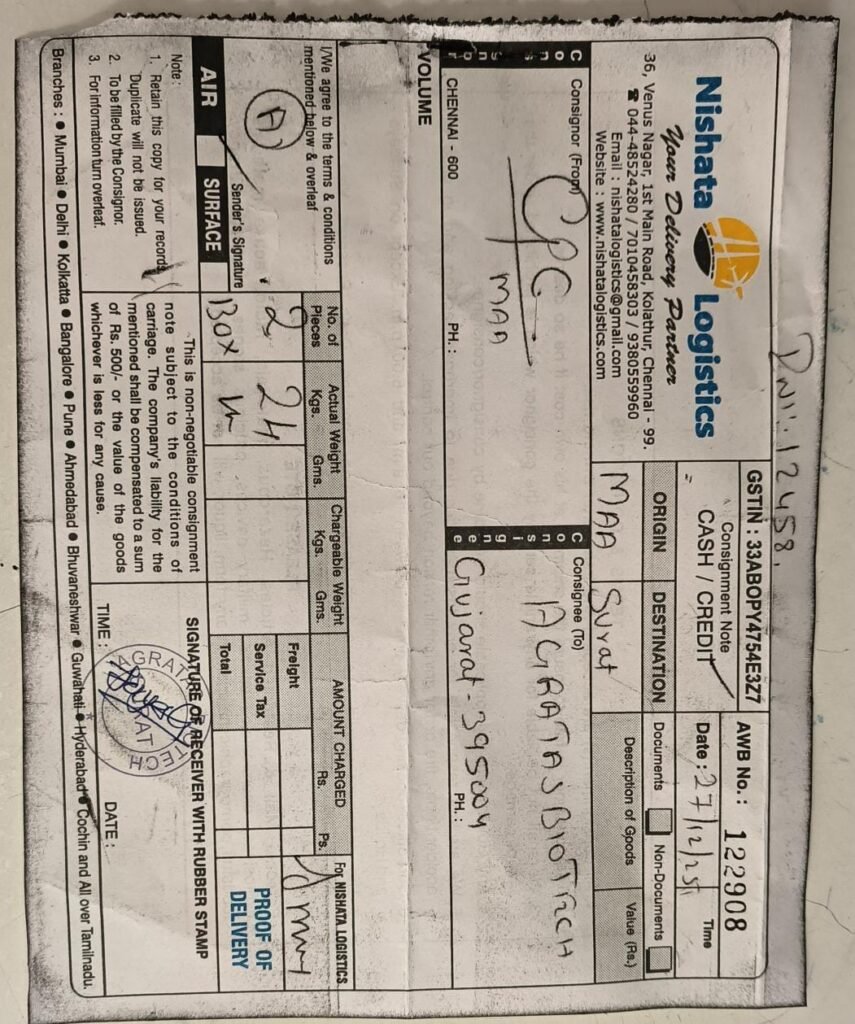 DNN: 12458.
Nishata Logistics
Your Delivery Partner
36, Venus Nagar, 1st Main Road, Kolathur, Chennai - 99.
☎ 044-48524280 / 7010458303 / 9380559960
Email : nishatalogistics@gmail.com
Website : www.nishatalogistics.com
GSTIN : 33ABOPY4754E3Z7
Consignment Note
CASH / CREDIT
AWB No. : 122908
Date : 27/12/25
Time
ORIGIN
DESTINATION
MAA
Surat
Documents
Non-Documents
Description of Goods
Value (Rs.)
Consignor
Consignor (From)
CPC
MAA
CHENNAI - 600
PH. :
Consignee
Consignee (To)
AGRATAS BIOTECH
Gujarat - 395004
PH. :
VOLUME
I/We agree to the terms & conditions
mentioned below & overleaf
A
Sender's Signature
AIR
SURFACE
No. of Pieces
Actual Weight
Kgs. Gms.
Chargeable Weight
Kgs. Gms.
AMOUNT CHARGED
Rs. Ps.
2
24
Box
Freight
Service Tax
Total
For NISHATA LOGISTICS
PROOF OF
DELIVERY
Note :
1. Retain this copy for your records
Duplicate will not be issued.
2. To be filled by the Consignor.
3. For information turn overleaf.
This is non-negotiable consignment
note subject to the conditions of
carriage. The company's liability for the
mentioned shall be compensated to a sum
of Rs. 500/- or the value of the goods
whichever is less for any cause.
SIGNATURE OF RECEIVER WITH RUBBER STAMP
AGRATAS BIOTECH
SURAT
TIME :
DATE :
Branches : ● Mumbai ● Delhi ● Kolkatta ● Bangalore ● Pune ● Ahmedabad ● Bhuvaneshwar ● Guwahati ● Hyderabad ● Cochin and All over Tamilnadu.